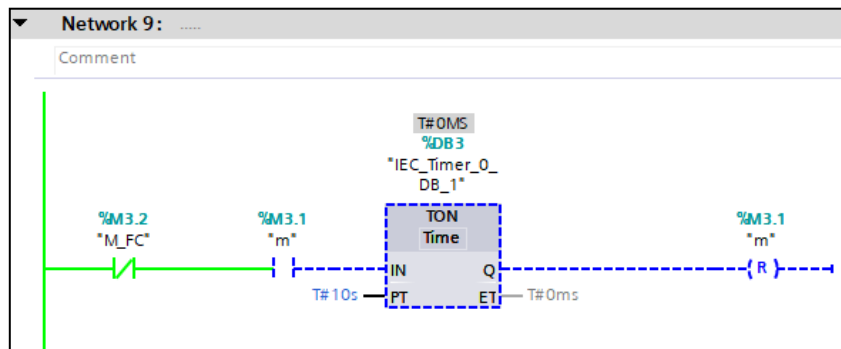 Network 9: .....
Comment
T#0MS
%DB3
"IEC_Timer_0_
DB_1"
%M3.2 %M3.1 TON %M3.1
"M_FC" "m" Time "m"
IN Q R
T#10s PT ET T#0ms